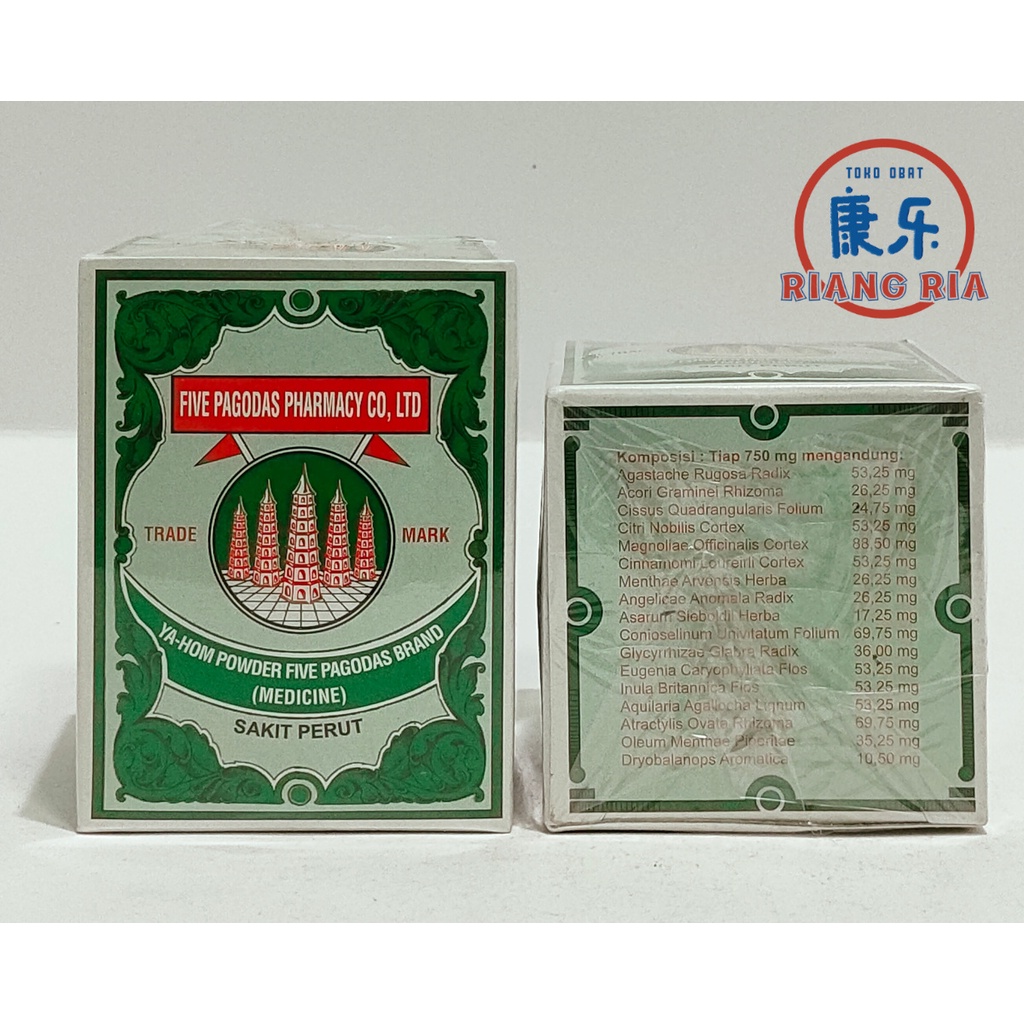 TOKO OBAT
康乐
RIANG RIA
FIVE PAGODAS PHARMACY CO, LTD
TRADE MARK
YA-HOM POWDER FIVE PAGODAS BRAND
(MEDICINE)
SAKIT PERUT
Komposisi : Tiap 750 mg mengandung:
Agastache Rugosa Radix 53,25 mg
Acori Graminei Rhizoma 26,25 mg
Cissus Quadrangularis Folium 24,75 mg
Citri Nobilis Cortex 53,25 mg
Magnoliae Officinalis Cortex 88,50 mg
Cinnamomi Loureirii Cortex 53,25 mg
Menthae Arvensis Herba 26,25 mg
Angelicae Anomala Radix 26,25 mg
Asarum Sieboldi Herba 17,25 mg
Conioselinum Univitatum Folium 69,75 mg
Glycyrrhizae Glabra Radix 36,00 mg
Eugenia Caryophyllata Flos 53,25 mg
Inula Britannica Flos 53,25 mg
Aquilaria Agallocha Lignum 53,25 mg
Atractylis Ovata Rhizoma 69,75 mg
Oleum Menthae Piperitae 35,25 mg
Dryobalanops Aromatica 10,50 mg